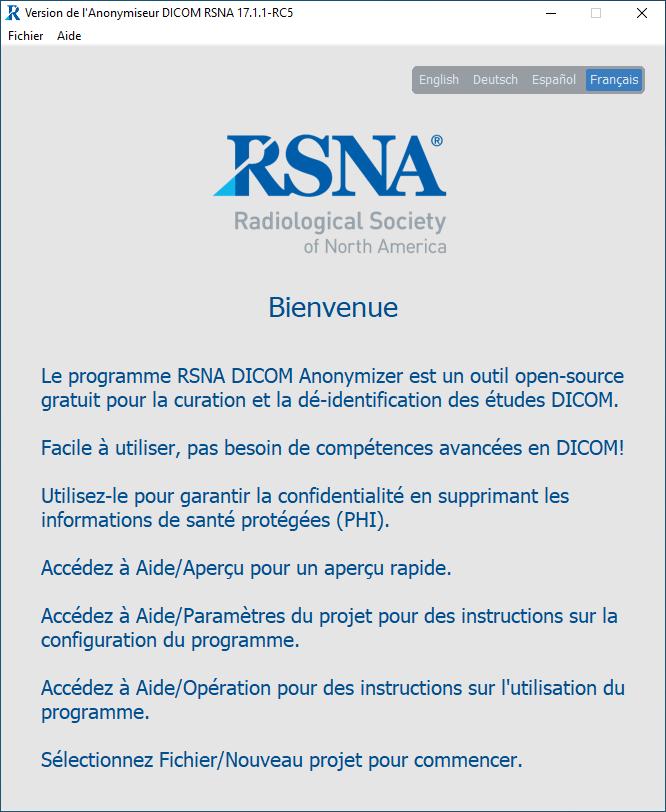 Version de l'Anonymiseur DICOM RSNA 17.1.1-RC5
Fichier Aide
English Deutsch Español Français
RSNA®
Radiological Society
of North America
Bienvenue
Le programme RSNA DICOM Anonymizer est un outil open-source
gratuit pour la curation et la dé-identification des études DICOM.
Facile à utiliser, pas besoin de compétences avancées en DICOM!
Utilisez-le pour garantir la confidentialité en supprimant les
informations de santé protégées (PHI).
Accédez à Aide/Aperçu pour un aperçu rapide.
Accédez à Aide/Paramètres du projet pour des instructions sur la
configuration du programme.
Accédez à Aide/Opération pour des instructions sur l'utilisation du
programme.
Sélectionnez Fichier/Nouveau projet pour commencer.